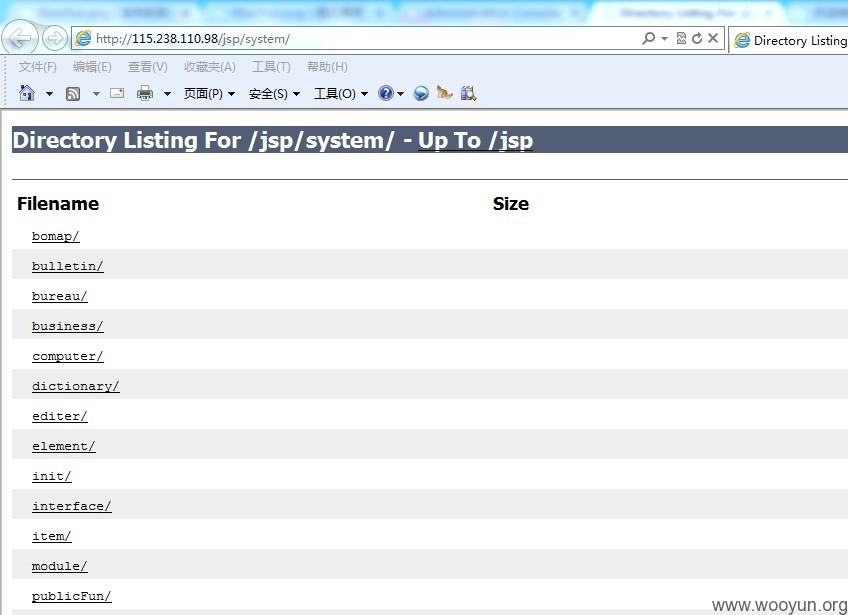 http://115.238.110.98/jsp/system/
Directory Listing
文件(F) 编辑(E) 查看(V) 收藏夹(A) 工具(T) 帮助(H)
页面(P) 安全(S) 工具(O)
Directory Listing For /jsp/system/ - Up To /jsp
Filename Size
bomap/
bulletin/
bureau/
business/
computer/
dictionary/
editer/
element/
init/
interface/
item/
module/
publicFun/
www.wooyun.org